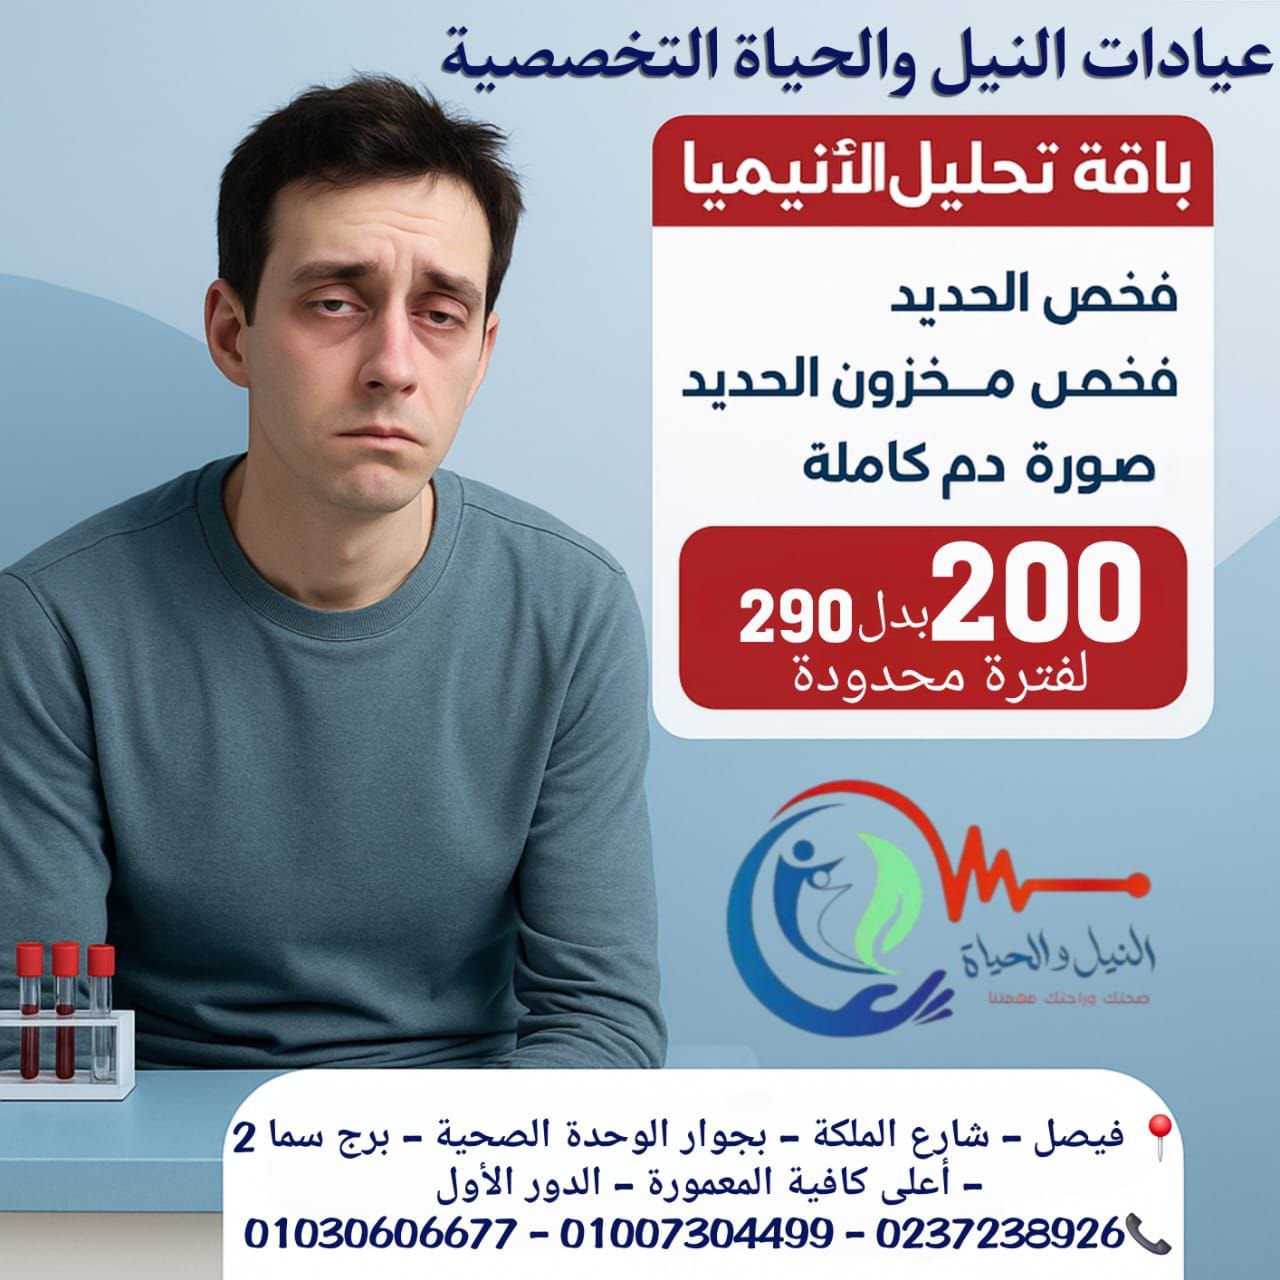 عيادات النيل والحياة التخصصية
باقة تحليل الأنيميا
فحص الحديد
فحص مخزون الحديد
صورة دم كاملة
200 بدل 290
لفترة محدودة
النيل والحياة
صحتك وراحتك مهمتنا
فيصل - شارع الملكة - بجوار الوحدة الصحية - برج سما 2
- أعلى كافية المعمورة - الدور الأول
0237238926 - 01007304499 - 01030606677